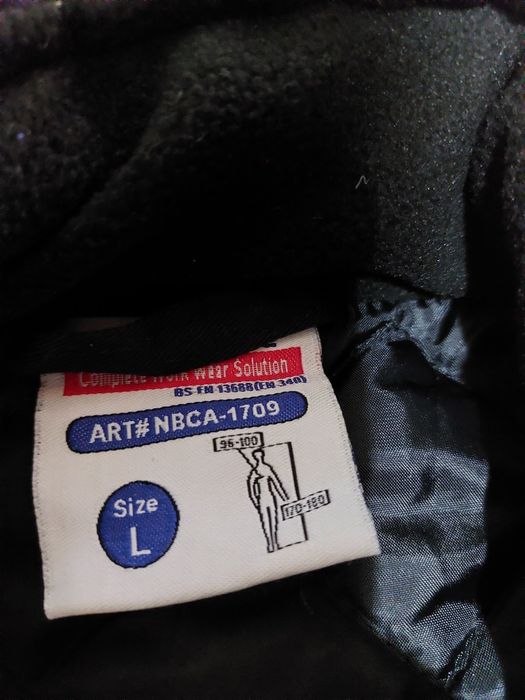 Complete Work Wear Solution
BS EN 13688(EN 340)
ART# NBCA-1709
96-100
170-180
Size
L